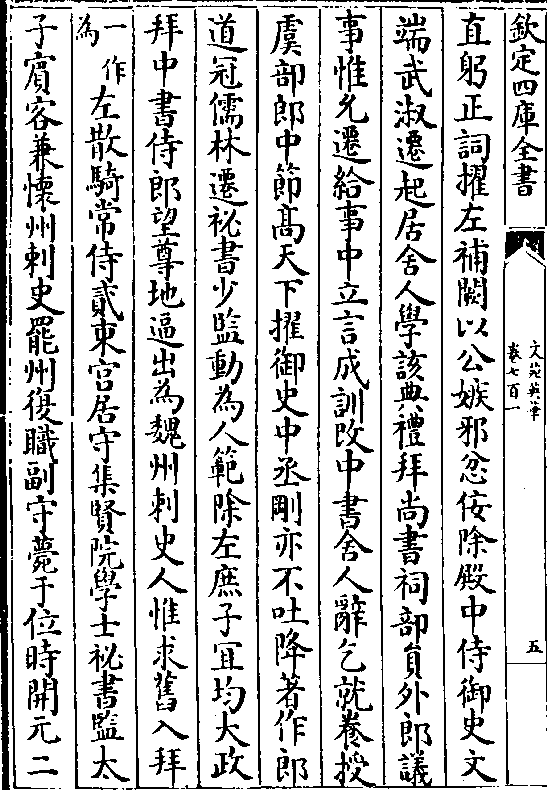 欽定四庫全書
文苑英華
卷七百一
五
直躬正詞擢左補闕以公嫉邪忿佞除殿中侍御史文
端武淑遷起居舍人學該典禮拜尚書祠部員外郎議
事惟允遷給事中立言成訓改中書舍人辭乞就養授
虞部郎中節髙天下擢御史中丞剛亦不吐降著作郎
道冠儒林遷祕書少監動為人範除左庶子冝均大政
拜中書侍郎望尊地逼出為魏州刺史人惟求舊入拜
一作為左散騎常侍貳東宮居守集賢院學士祕書監太
子賔客兼懷州刺史罷州復職副守薨于位時開元二